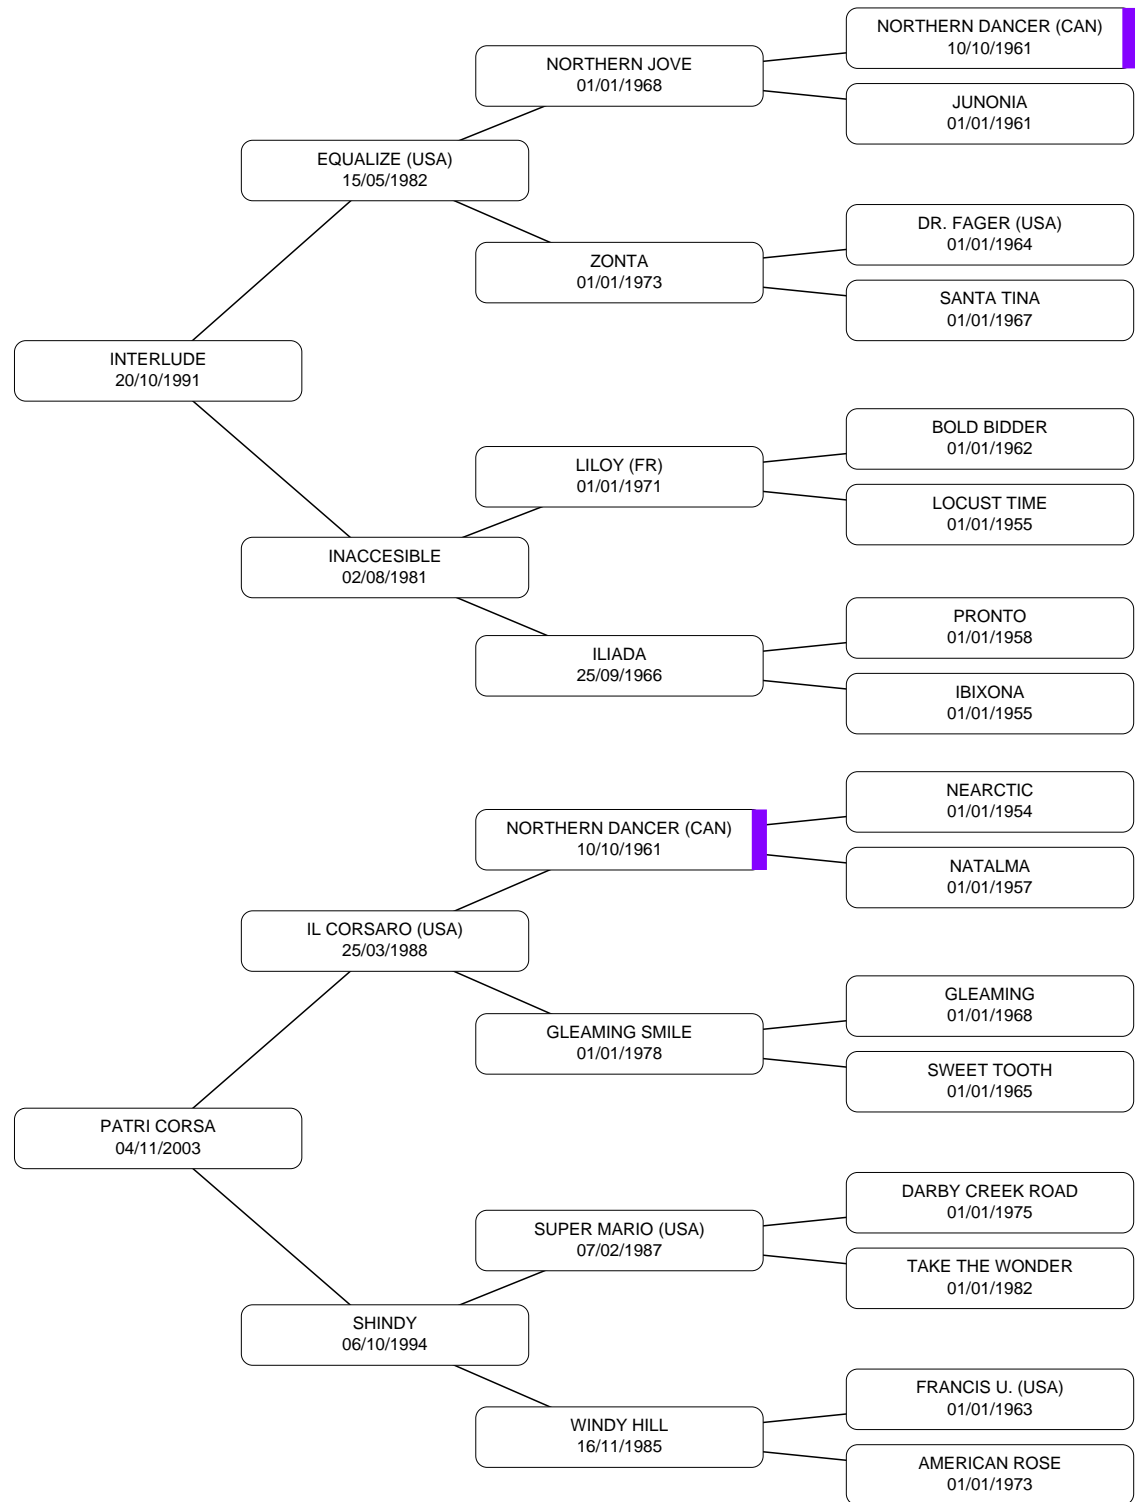 NORTHERN DANCER (CAN)
10/10/1961
NORTHERN JOVE
01/01/1968
JUNONIA
01/01/1961
EQUALIZE (USA)
15/05/1982
DR. FAGER (USA)
01/01/1964
ZONTA
01/01/1973
SANTA TINA
01/01/1967
INTERLUDE
20/10/1991
BOLD BIDDER
01/01/1962
LILOY (FR)
01/01/1971
LOCUST TIME
01/01/1955
INACCESIBLE
02/08/1981
PRONTO
01/01/1958
ILIADA
25/09/1966
IBIXONA
01/01/1955
NEARCTIC
01/01/1954
NORTHERN DANCER (CAN)
10/10/1961
NATALMA
01/01/1957
IL CORSARO (USA)
25/03/1988
GLEAMING
01/01/1968
GLEAMING SMILE
01/01/1978
SWEET TOOTH
01/01/1965
PATRI CORSA
04/11/2003
DARBY CREEK ROAD
01/01/1975
SUPER MARIO (USA)
07/02/1987
TAKE THE WONDER
01/01/1982
SHINDY
06/10/1994
FRANCIS U. (USA)
01/01/1963
WINDY HILL
16/11/1985
AMERICAN ROSE
01/01/1973